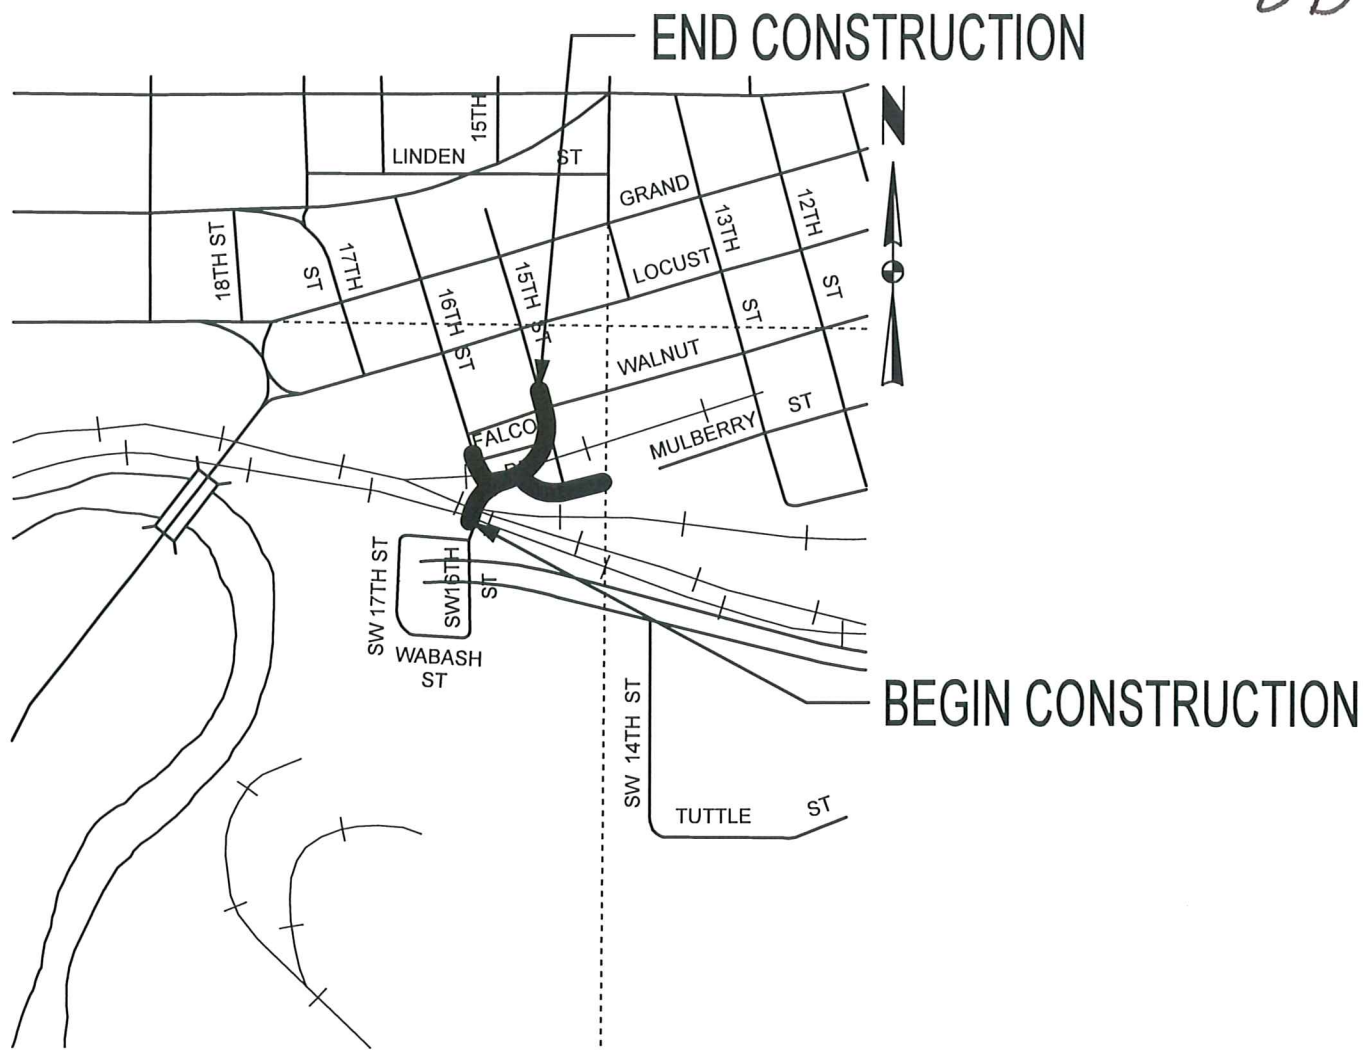 END CONSTRUCTION
N
15TH
LINDEN ST
GRAND
18TH ST
17TH
ST
13TH
12TH
LOCUST
15TH ST
16TH ST
ST
ST
WALNUT
ST
FALCO
MULBERRY
SW 17TH ST
SW16TH
ST
WABASH
ST
SW 14TH ST
BEGIN CONSTRUCTION
TUTTLE ST